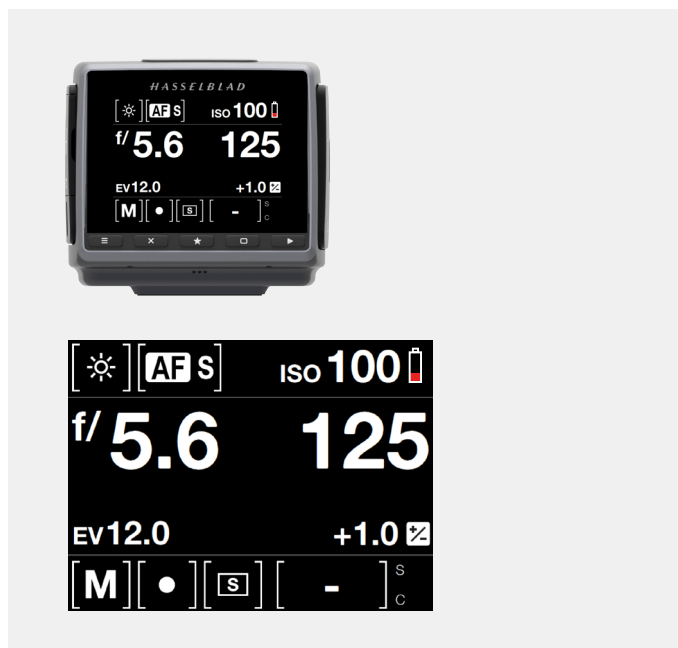 HASSELBLAD
AF S ISO 100
f/5.6 125
EV12.0 +1.0
M S - S
C
AF S ISO 100
f/5.6 125
EV12.0 +1.0
M S - S
C